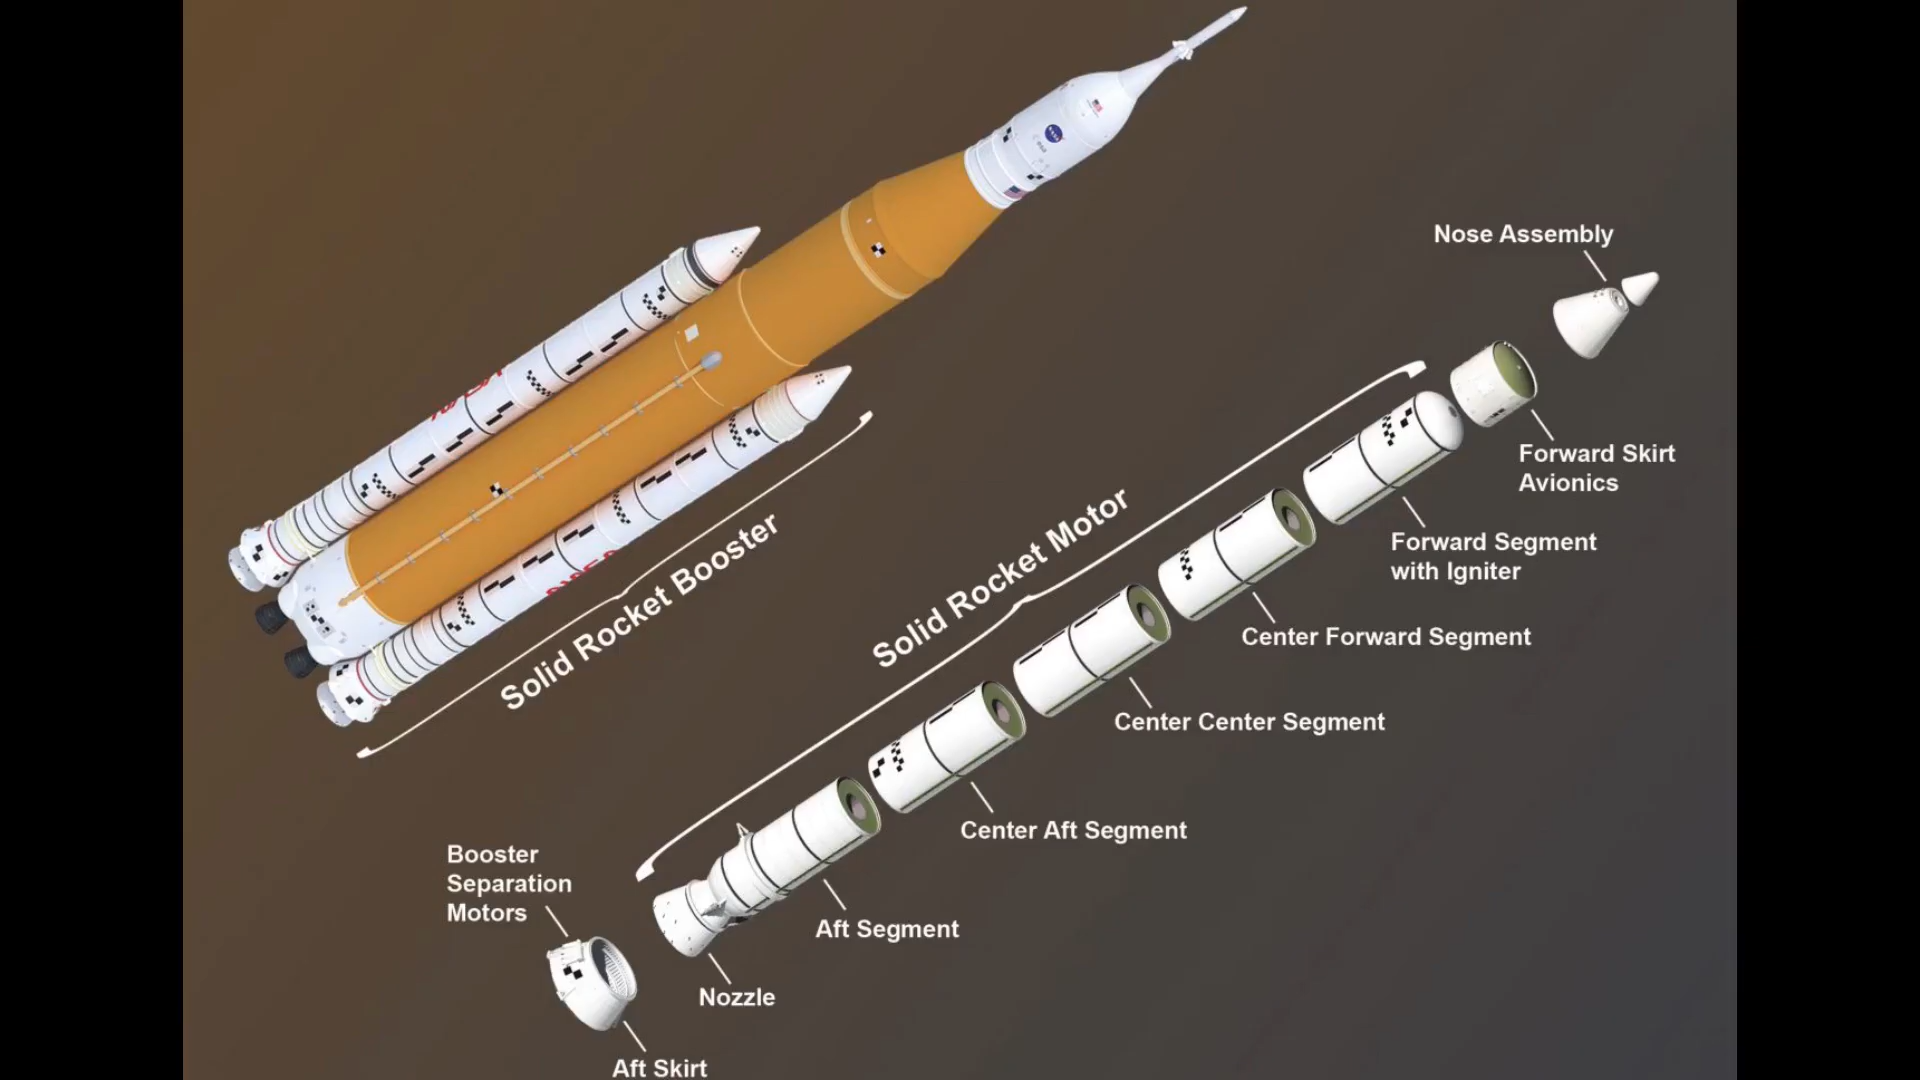 Nose Assembly
Forward Skirt
Avionics
Forward Segment
with Igniter
Solid Rocket Motor
Center Forward Segment
Center Center Segment
Solid Rocket Booster
Center Aft Segment
Booster
Separation
Motors
Aft Segment
Nozzle
Aft Skirt